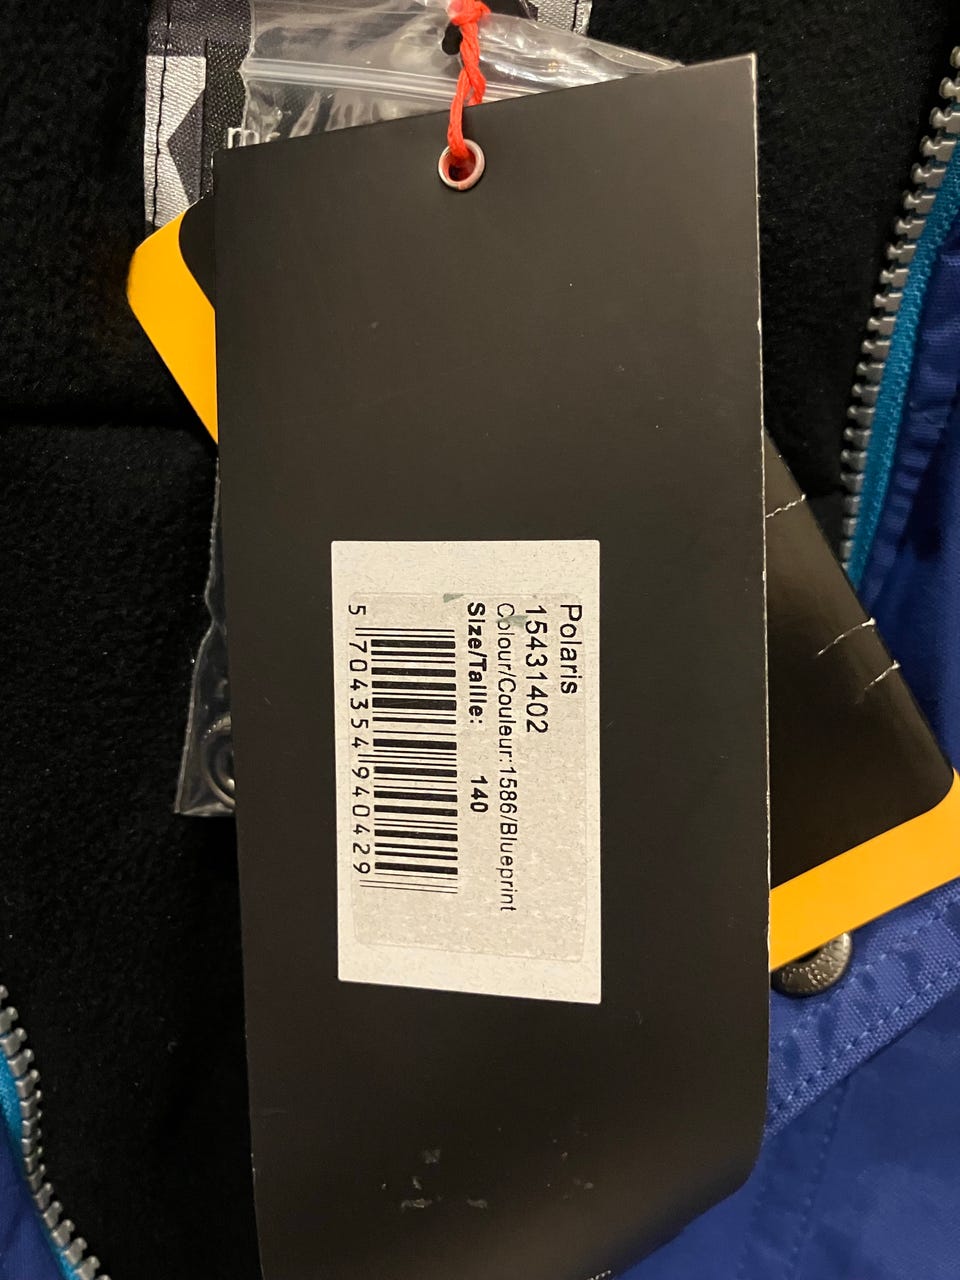 Polaris
15431402
Colour/Couleur:1586/Blueprint
Size/Taille: 140
5 704354 940429